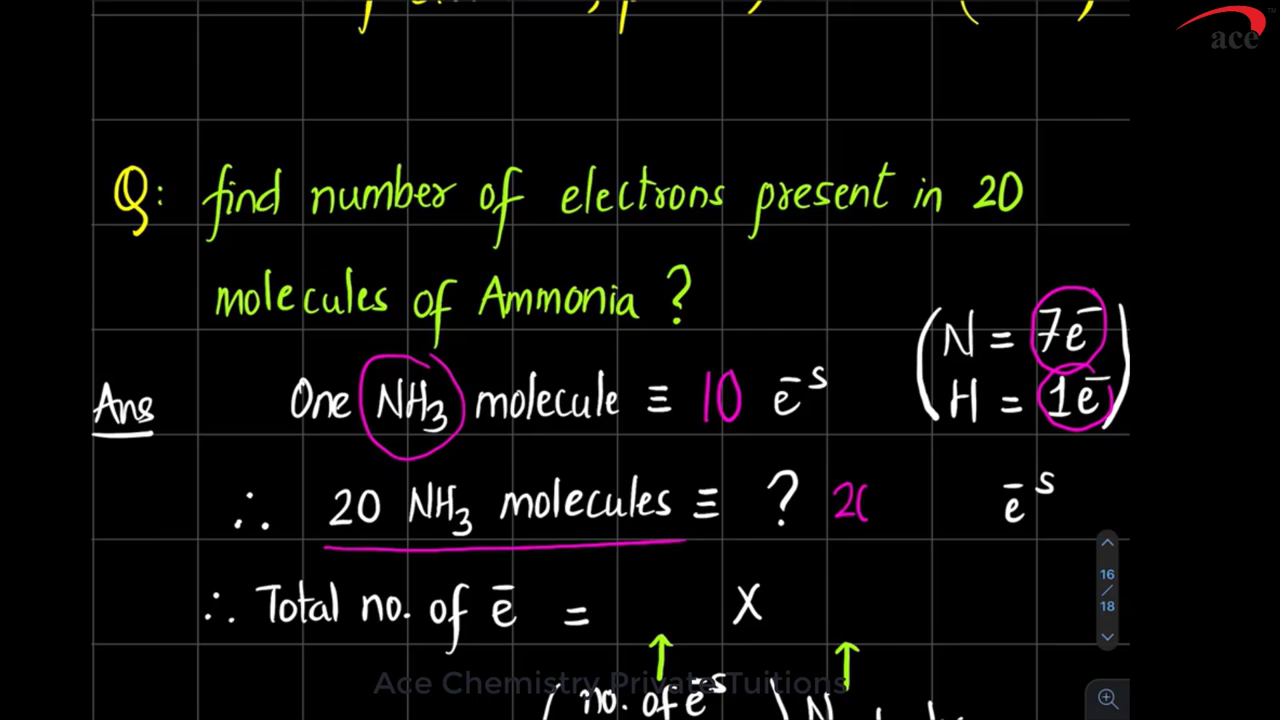 ace
Q: find number of electrons present in 20
molecules of Ammonia ?
(N = 7e⁻
H = 1e⁻)
Ans One NH₃ molecule ≡ 10 e⁻ˢ
∴ 20 NH₃ molecules ≡ ? e⁻ˢ
∴ Total no. of e⁻ = X
Ace Chemistry Private Tuitions
(no. of e⁻ˢ)
16
/
18